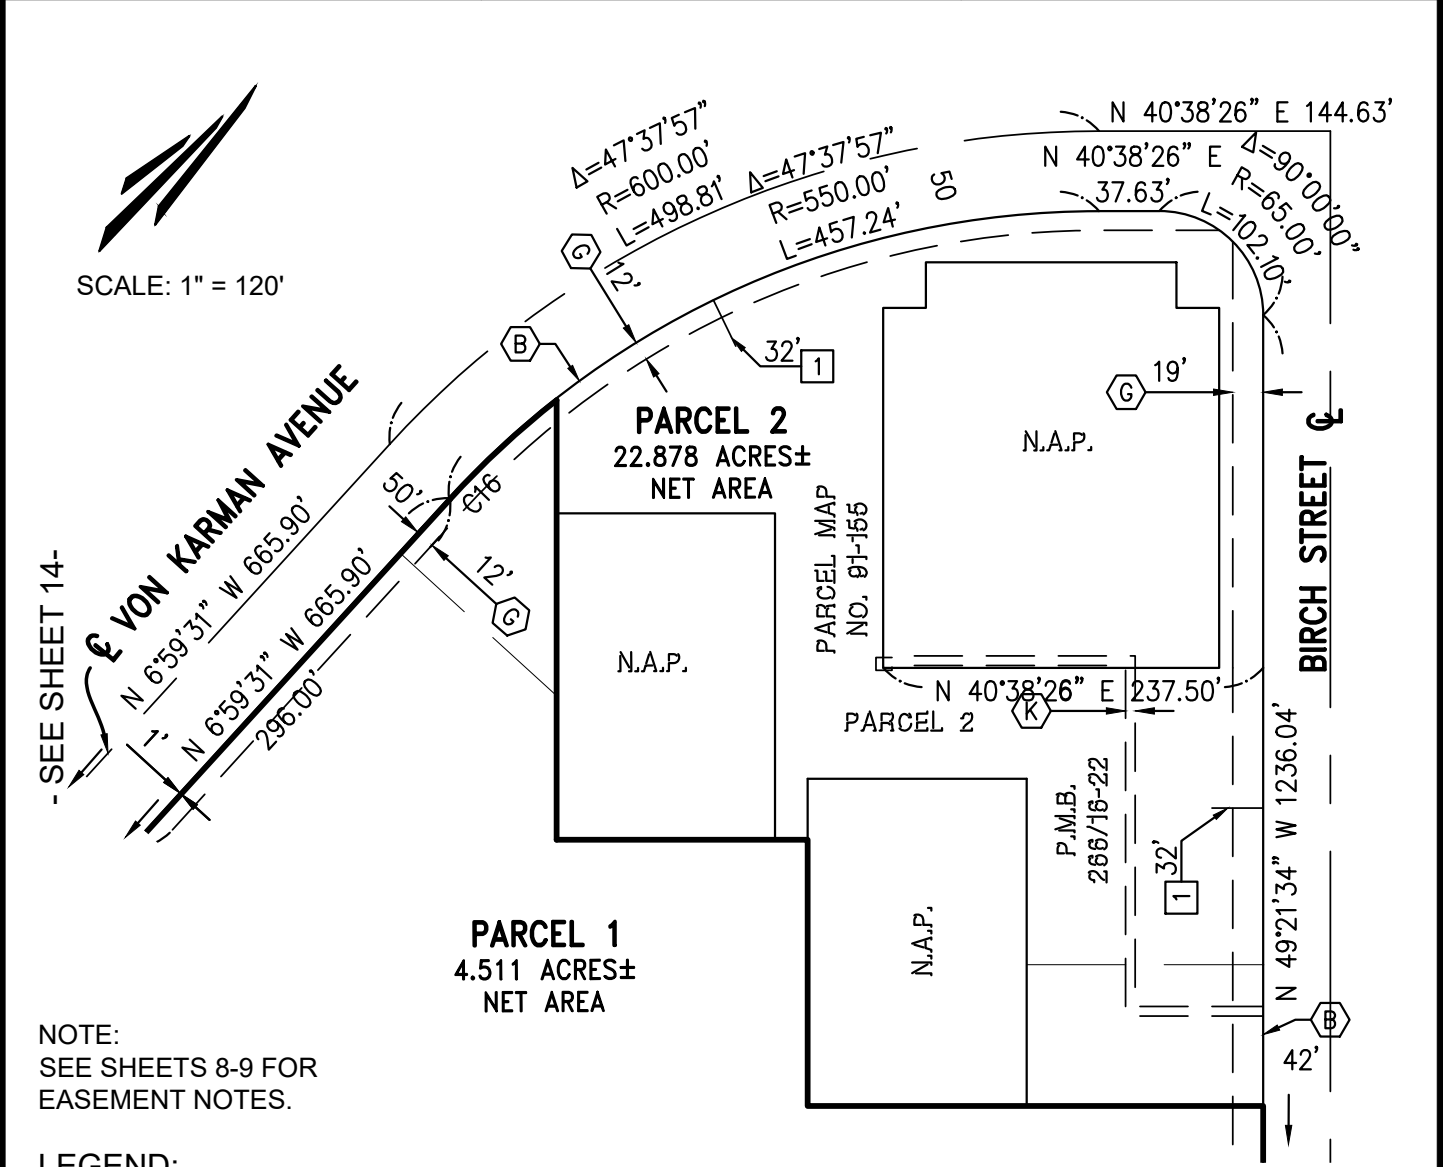 N 40°38'26" E 144.63'
Δ=47°37'57"
R=600.00'
L=498.81'
Δ=47°37'57"
R=550.00'
L=457.24'
50
N 40°38'26" E
37.63'
Δ=90°00'00"
R=65.00'
L=102.10'
SCALE: 1" = 120'
G
12'
B
32'
1
G
19'
℄ VON KARMAN AVENUE
PARCEL 2
22.878 ACRES±
NET AREA
N.A.P.
BIRCH STREET ℄
50'
C16
PARCEL MAP
NO. 91-155
N 6°59'31" W 665.90'
N 6°59'31" W 665.90'
296.00'
12'
G
1'
- SEE SHEET 14-
N.A.P.
N 40°38'26" E 237.50'
K
PARCEL 2
P.M.B.
266/16-22
N 49°21'34" W 1236.04'
32'
1
N.A.P.
PARCEL 1
4.511 ACRES±
NET AREA
B
42'
NOTE:
SEE SHEETS 8-9 FOR
EASEMENT NOTES.
LEGEND: